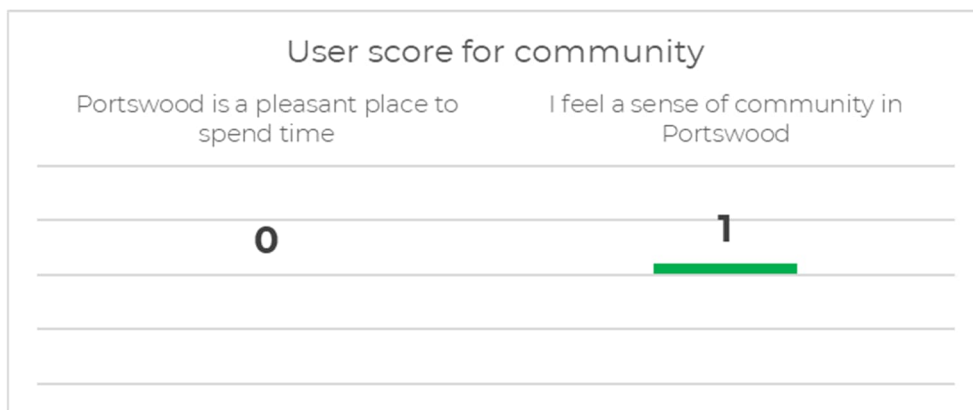 User score for community
Portswood is a pleasant place to
spend time
I feel a sense of community in
Portswood
0
1